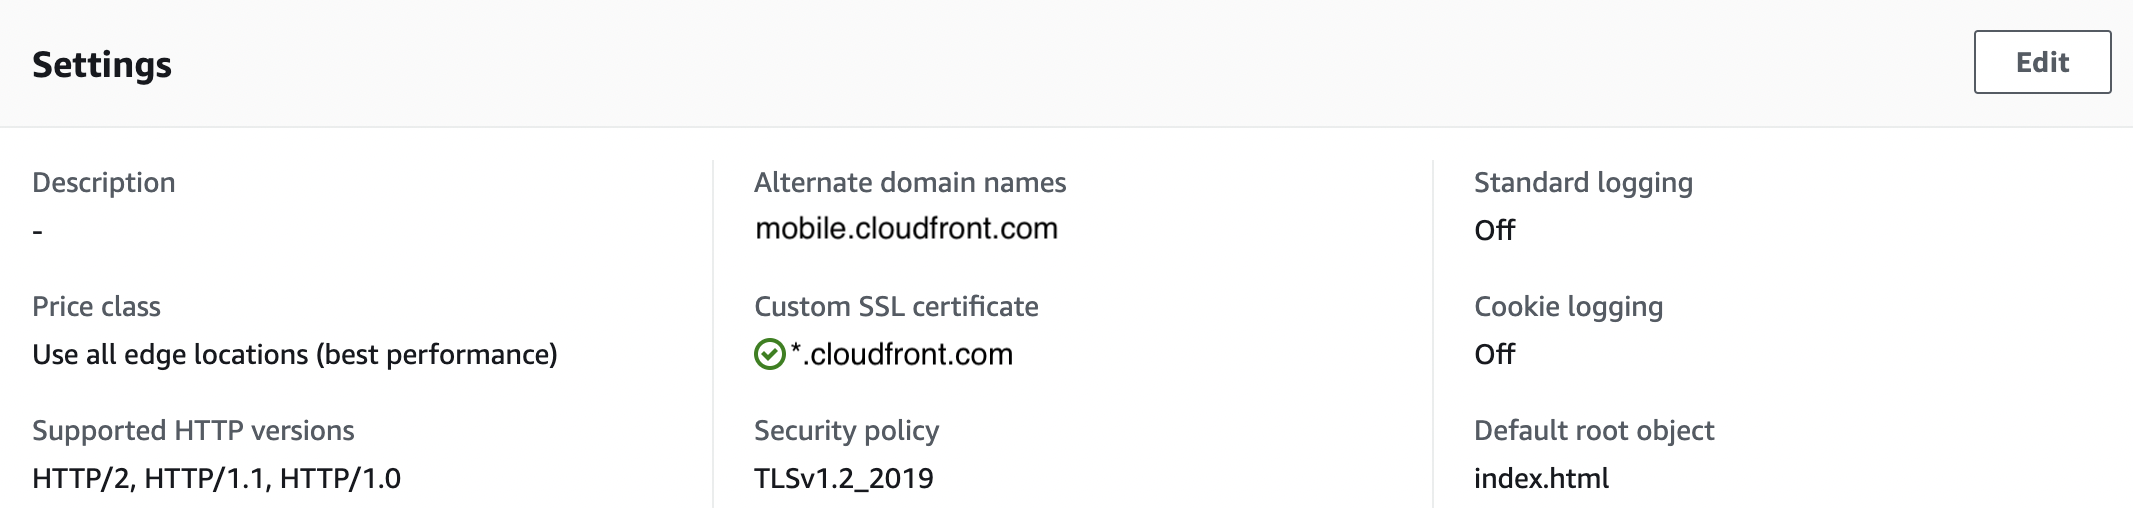 Settings
Edit
Description
-
Price class
Use all edge locations (best performance)
Supported HTTP versions
HTTP/2, HTTP/1.1, HTTP/1.0
Alternate domain names
mobile.cloudfront.com
Custom SSL certificate
*.cloudfront.com
Security policy
TLSv1.2_2019
Standard logging
Off
Cookie logging
Off
Default root object
index.html